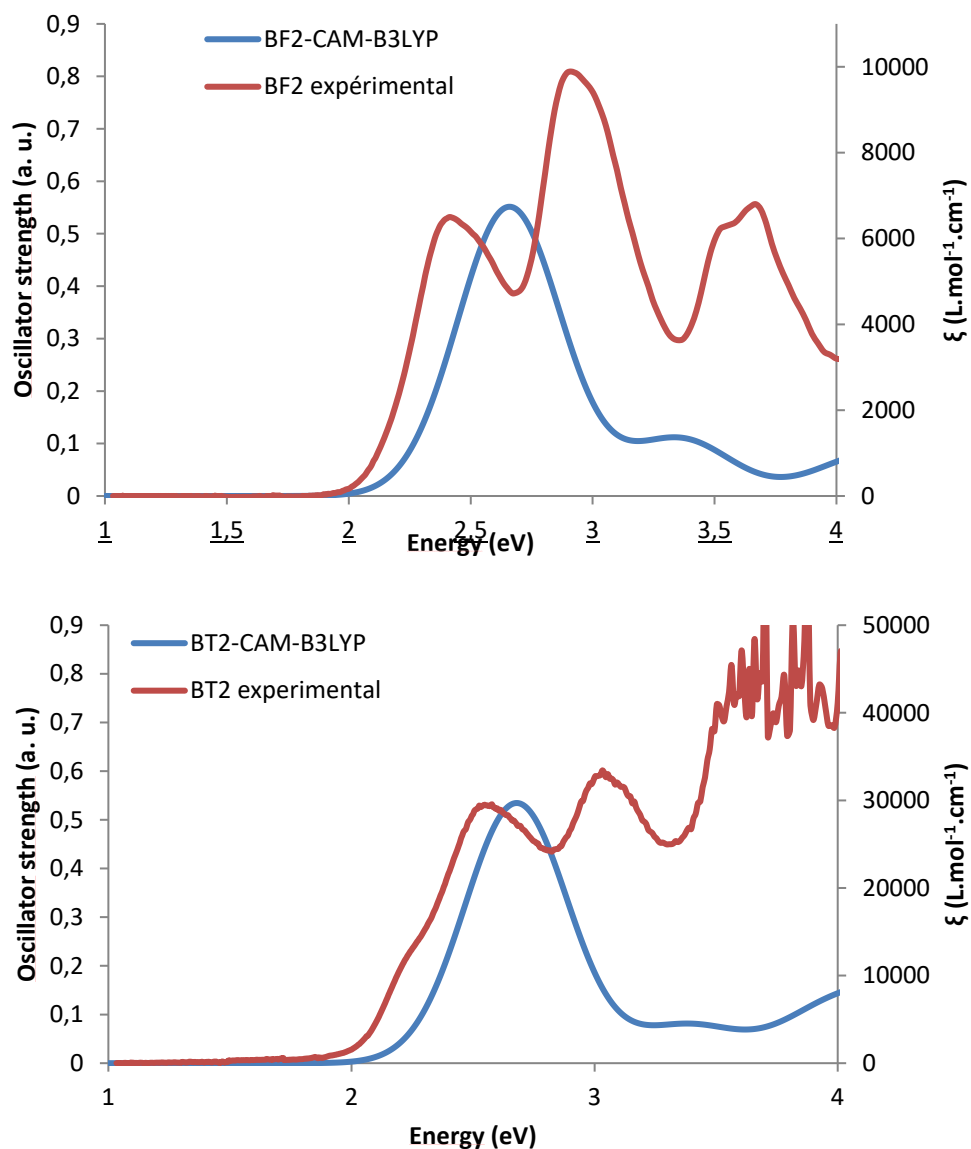 BF2-CAM-B3LYP
BF2 expérimental
Oscillator strength (a. u.)
0,9
0,8
0,7
0,6
0,5
0,4
0,3
0,2
0,1
0
10000
8000
6000
4000
2000
0
ξ (L.mol-1.cm-1)
1 1,5 2 2,5 3 3,5 4
Energy (eV)
BT2-CAM-B3LYP
BT2 experimental
Oscillator strength (a. u.)
0,9
0,8
0,7
0,6
0,5
0,4
0,3
0,2
0,1
0
50000
40000
30000
20000
10000
0
ξ (L.mol-1.cm-1)
1 2 3 4
Energy (eV)